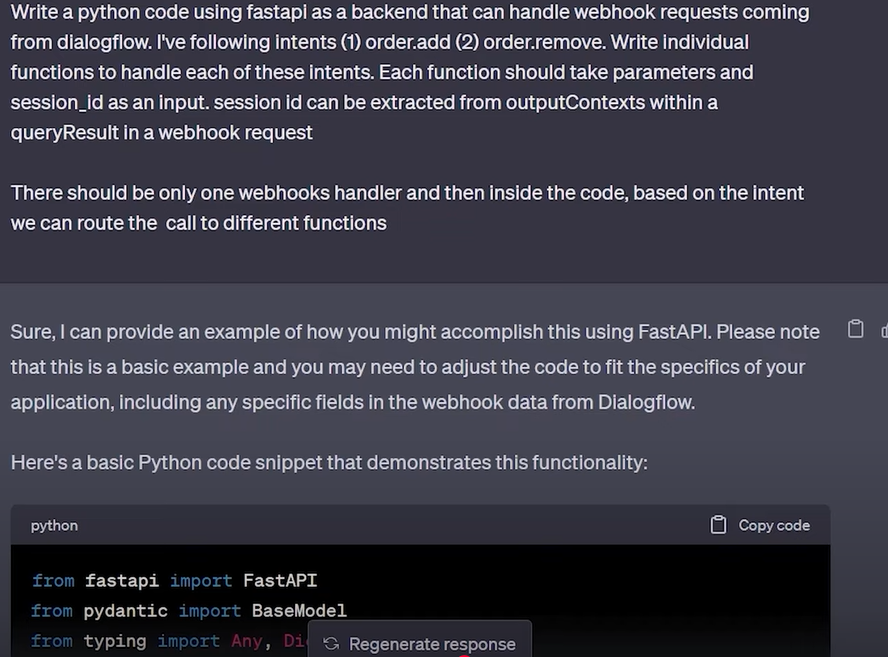 Write a python code using fastapi as a backend that can handle webhook requests coming
from dialogflow. I've following intents (1) order.add (2) order.remove. Write individual
functions to handle each of these intents. Each function should take parameters and
session_id as an input. session id can be extracted from outputContexts within a
queryResult in a webhook request
There should be only one webhooks handler and then inside the code, based on the intent
we can route the call to different functions
Sure, I can provide an example of how you might accomplish this using FastAPI. Please note
that this is a basic example and you may need to adjust the code to fit the specifics of your
application, including any specific fields in the webhook data from Dialogflow.
Here's a basic Python code snippet that demonstrates this functionality:
python Copy code
from fastapi import FastAPI
from pydantic import BaseModel
from typing import Any, Di
Regenerate response